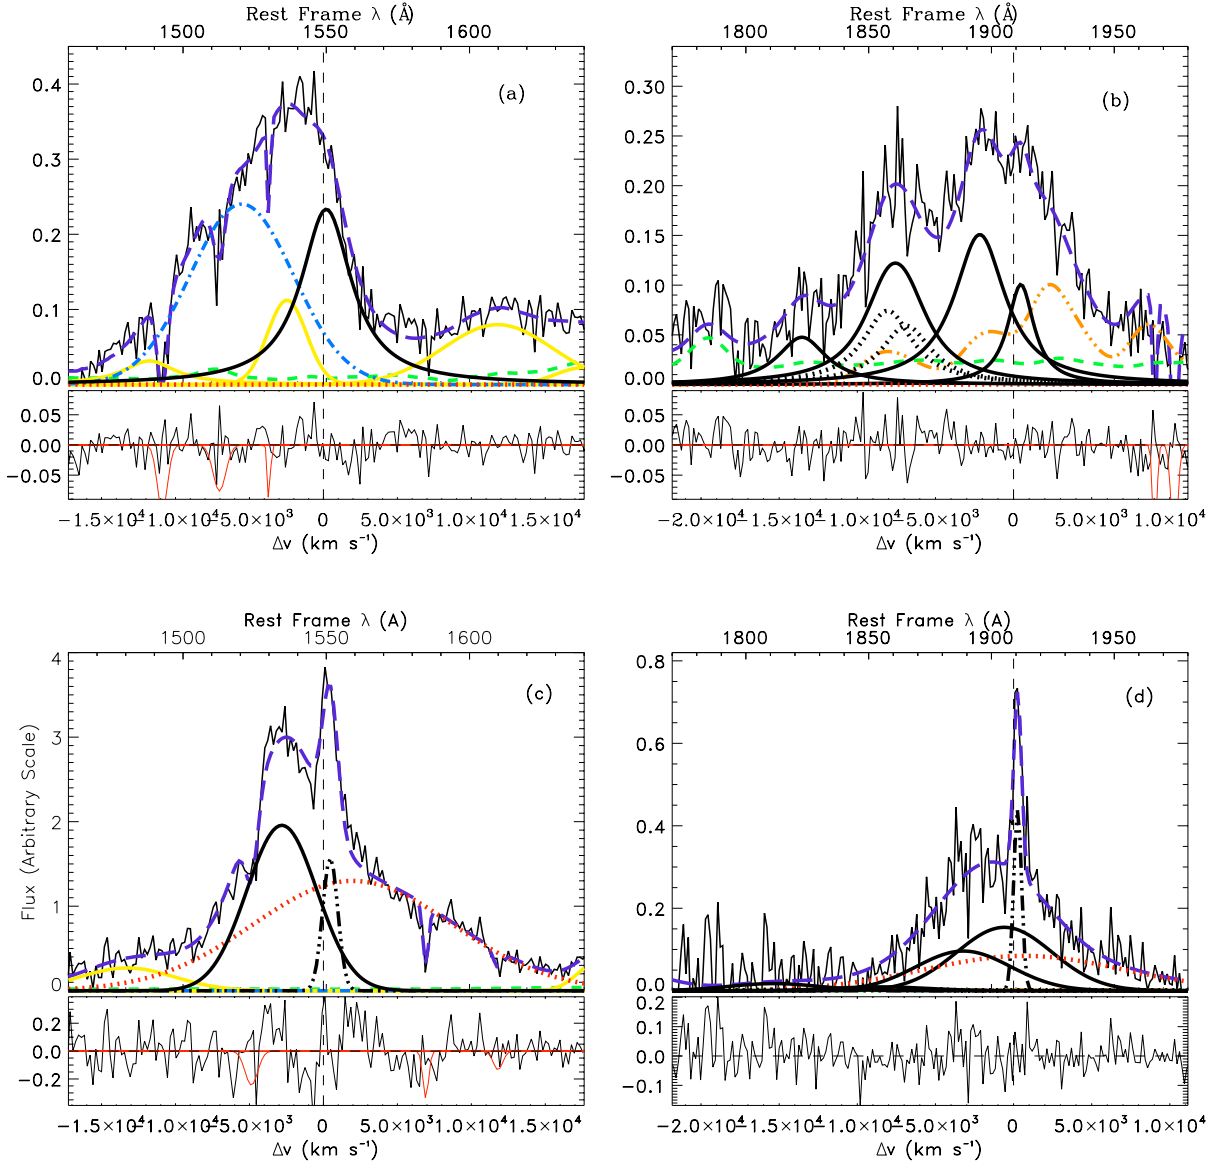 Rest Frame λ (Å)
1500 1550 1600
(a)
0.4
0.3
0.2
0.1
0.0
0.05
0.00
−0.05
−1.5×10⁴ −1.0×10⁴ −5.0×10³ 0 5.0×10³ 1.5×10⁴
Δv (km s⁻¹)
Rest Frame λ (Å)
1800 1850 1900 1950
(b)
0.30
0.25
0.20
0.15
0.10
0.05
0.00
0.05
0.00
−0.05
−2.0×10⁴ −1.5×10⁴ −1.0×10⁴ −5.0×10³ 0 5.0×10³ 1.0×10⁴
Δv (km s⁻¹)
Rest Frame λ (A)
1500 1550 1600
(c)
Flux (Arbitrary Scale)
4
3
2
1
0
0.2
0.0
−0.2
−1.5×10⁴ −1.0×10⁴ −5.0×10³ 0 5.0×10³ 1.5×10⁴
Δv (km s⁻¹)
Rest Frame λ (A)
1800 1850 1900 1950
(d)
0.8
0.6
0.4
0.2
0.0
0.2
0.1
0.0
−0.1
−2.0×10⁴ −1.5×10⁴ −1.0×10⁴ −5.0×10³ 0 5.0×10³ 1.0×10⁴
Δv (km s⁻¹)